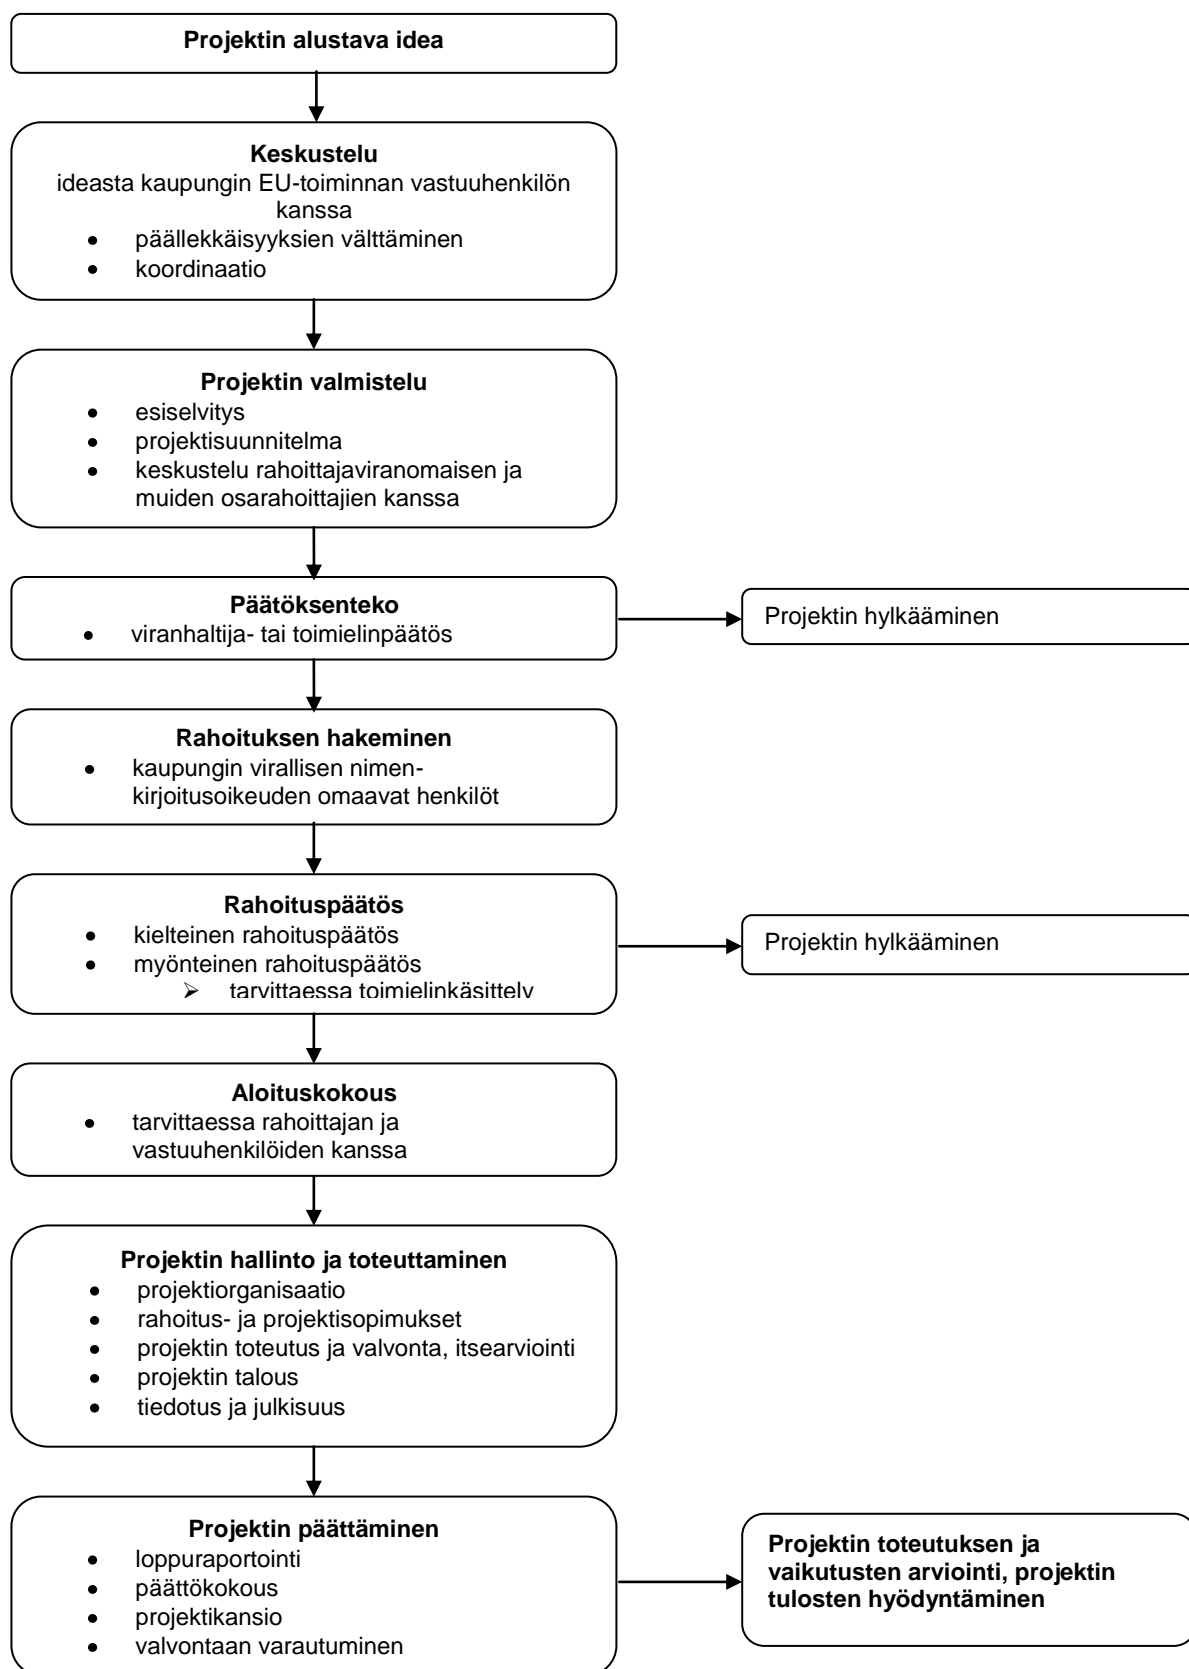 Projektin alustava idea
Keskustelu
ideasta kaupungin EU-toiminnan vastuuhenkilön
kanssa
• päällekkäisyyksien välttäminen
• koordinaatio
Projektin valmistelu
• esiselvitys
• projektisuunnitelma
• keskustelu rahoittajaviranomaisen ja
muiden osarahoittajien kanssa
Päätöksenteko
• viranhaltija- tai toimielinpäätös
Projektin hylkääminen
Rahoituksen hakeminen
• kaupungin virallisen nimen-
kirjoitusoikeuden omaavat henkilöt
Rahoituspäätös
• kielteinen rahoituspäätös
• myönteinen rahoituspäätös
➢ tarvittaessa toimielinkäsittely
Projektin hylkääminen
Aloituskokous
• tarvittaessa rahoittajan ja
vastuuhenkilöiden kanssa
Projektin hallinto ja toteuttaminen
• projektiorganisaatio
• rahoitus- ja projektisopimukset
• projektin toteutus ja valvonta, itsearviointi
• projektin talous
• tiedotus ja julkisuus
Projektin päättäminen
• loppuraportointi
• päättökokous
• projektikansio
• valvontaan varautuminen
Projektin toteutuksen ja
vaikutusten arviointi, projektin
tulosten hyödyntäminen